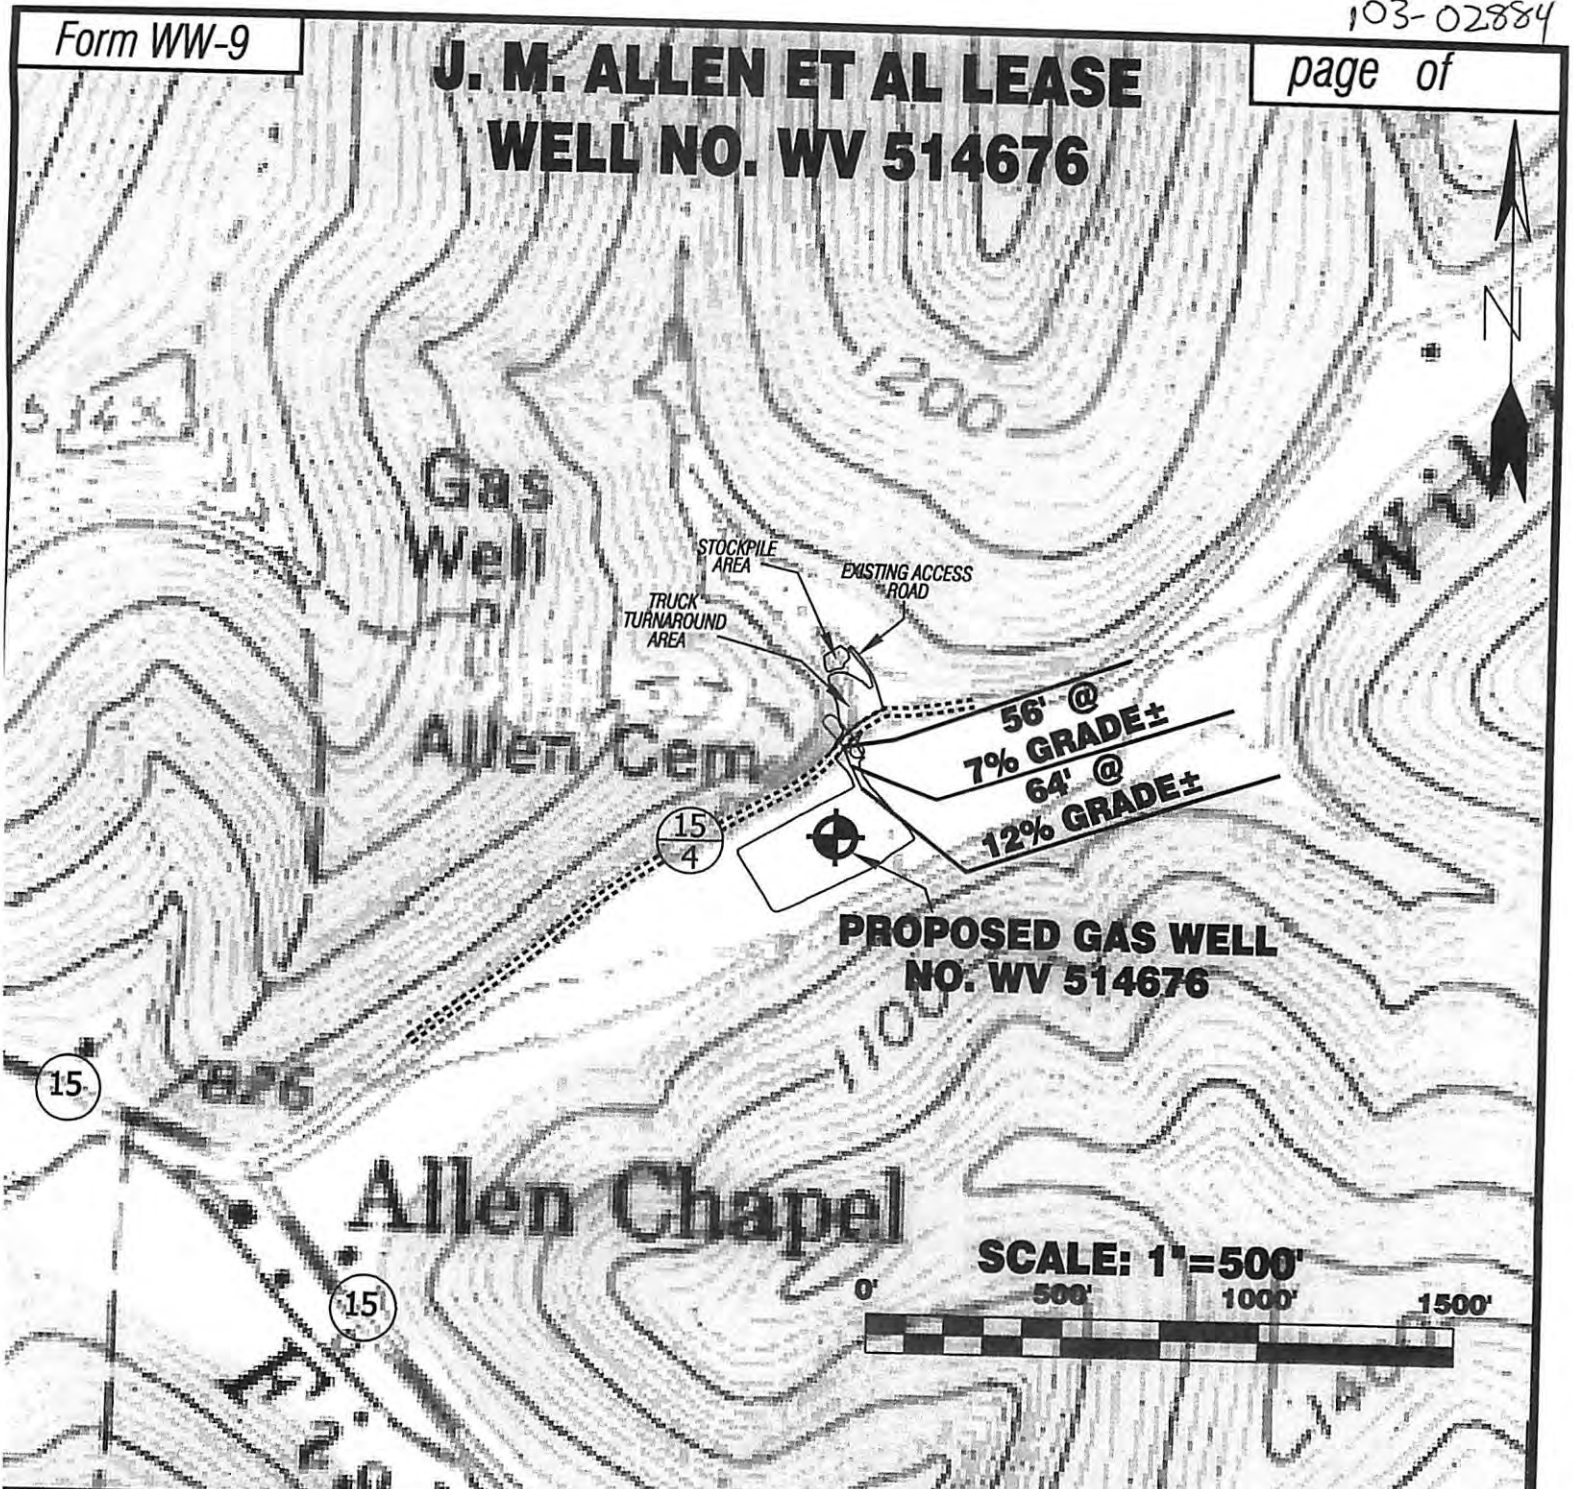 103-02884
Form WW-9
J. M. ALLEN ET AL LEASE
WELL NO. WV 514676
page of
N
1200
Gas
Well
STOCKPILE
AREA
EXISTING ACCESS
ROAD
TRUCK
TURNAROUND
AREA
Allen Cem
56' @
7% GRADE±
64' @
12% GRADE±
15
4
PROPOSED GAS WELL
NO. WV 514676
1100
15
876
Allen Chapel
SCALE: 1"=500'
0' 500' 1000' 1500'
15